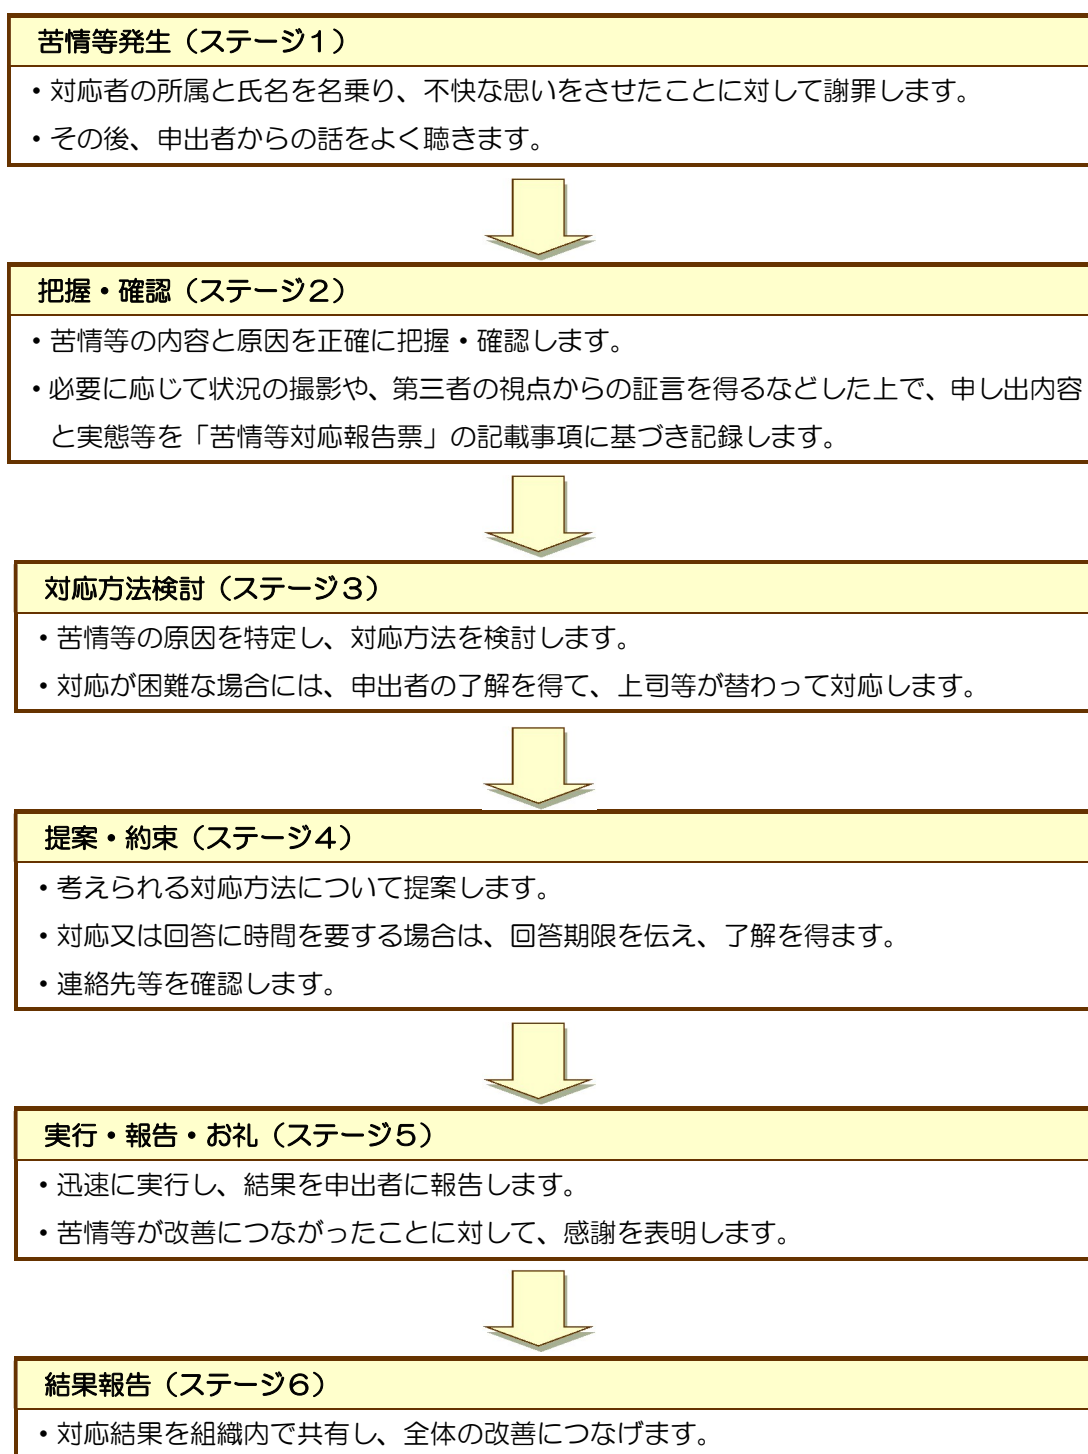 苦情等発生（ステージ１）
・対応者の所属と氏名を名乗り、不快な思いをさせたことに対して謝罪します。
・その後、申出者からの話をよく聴きます。
把握・確認（ステージ２）
・苦情等の内容と原因を正確に把握・確認します。
・必要に応じて状況の撮影や、第三者の視点からの証言を得るなどした上で、申し出内容
と実態等を「苦情等対応報告票」の記載事項に基づき記録します。
対応方法検討（ステージ３）
・苦情等の原因を特定し、対応方法を検討します。
・対応が困難な場合には、申出者の了解を得て、上司等が替わって対応します。
提案・約束（ステージ４）
・考えられる対応方法について提案します。
・対応又は回答に時間を要する場合は、回答期限を伝え、了解を得ます。
・連絡先等を確認します。
実行・報告・お礼（ステージ５）
・迅速に実行し、結果を申出者に報告します。
・苦情等が改善につながったことに対して、感謝を表明します。
結果報告（ステージ６）
・対応結果を組織内で共有し、全体の改善につなげます。